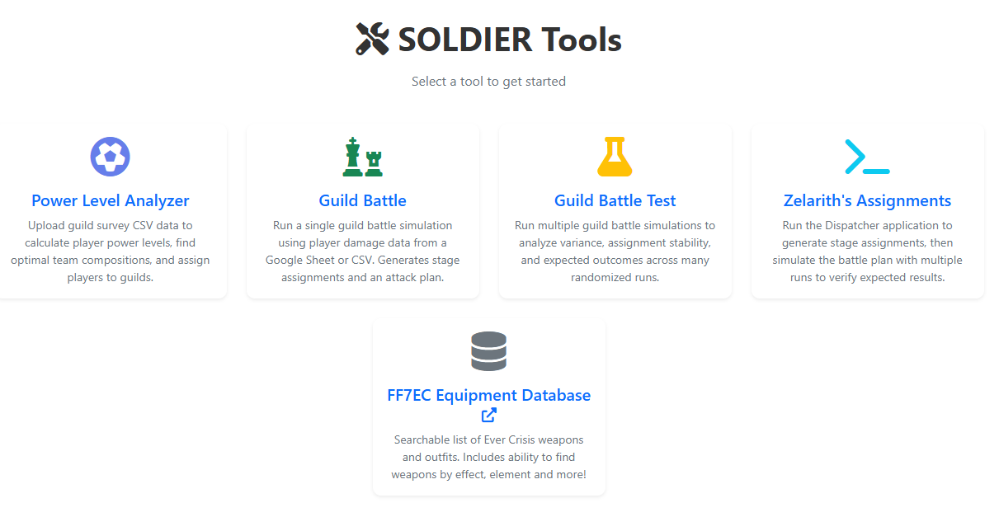 SOLDIER Tools
Select a tool to get started
Power Level Analyzer
Upload guild survey CSV data to
calculate player power levels, find
optimal team compositions, and assign
players to guilds.
Guild Battle
Run a single guild battle simulation
using player damage data from a
Google Sheet or CSV. Generates stage
assignments and an attack plan.
Guild Battle Test
Run multiple guild battle simulations to
analyze variance, assignment stability,
and expected outcomes across many
randomized runs.
Zelarith's Assignments
Run the Dispatcher application to
generate stage assignments, then
simulate the battle plan with multiple
runs to verify expected results.
FF7EC Equipment Database
Searchable list of Ever Crisis weapons
and outfits. Includes ability to find
weapons by effect, element and more!